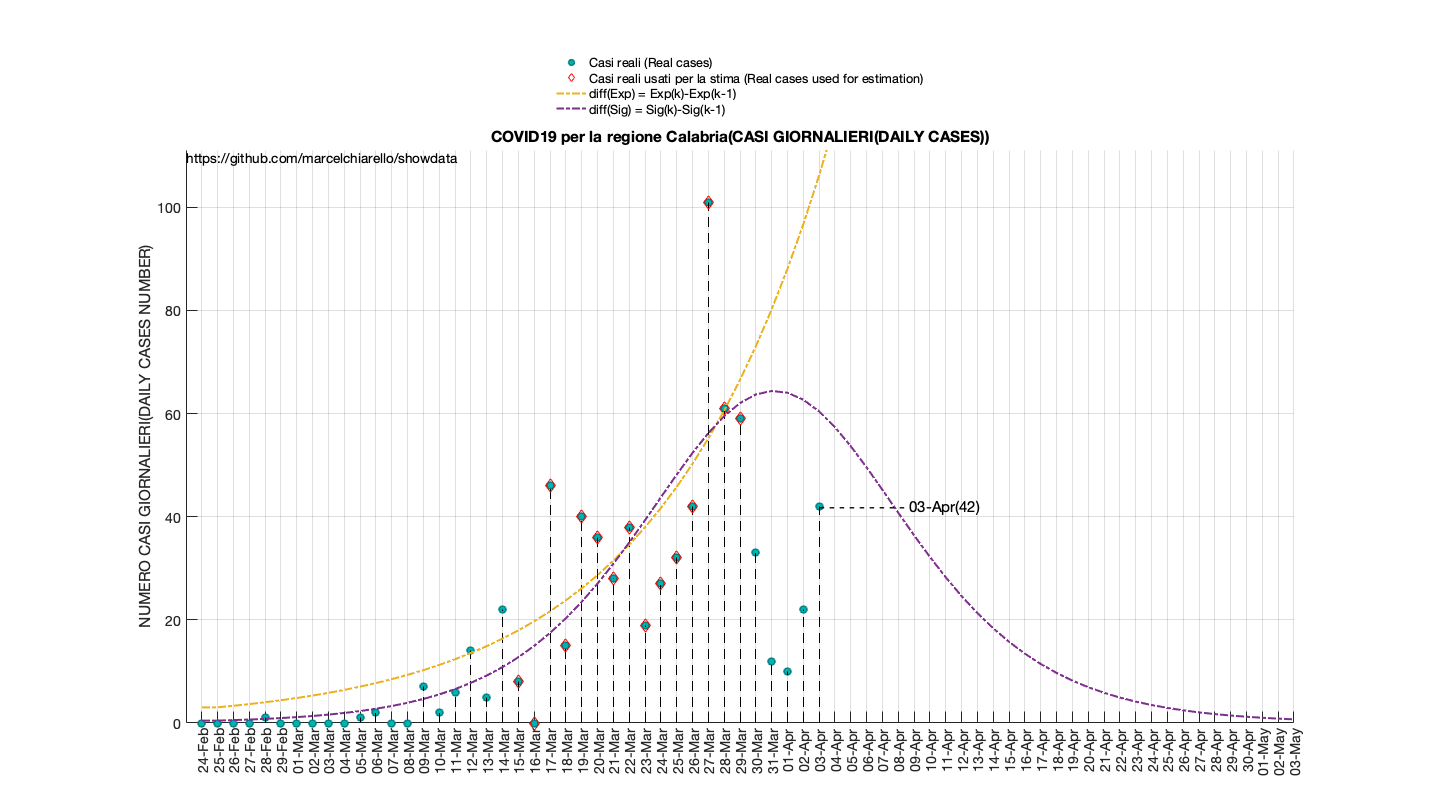 Casi reali (Real cases)
Casi reali usati per la stima (Real cases used for estimation)
diff(Exp) = Exp(k)-Exp(k-1)
diff(Sig) = Sig(k)-Sig(k-1)
COVID19 per la regione Calabria(CASI GIORNALIERI(DAILY CASES))
https://github.com/marcelchiarello/showdata
NUMERO CASI GIORNALIERI(DAILY CASES NUMBER)
100
80
60
40
20
0
03-Apr(42)
24-Feb
25-Feb
26-Feb
27-Feb
28-Feb
29-Feb
01-Mar
02-Mar
03-Mar
04-Mar
05-Mar
06-Mar
07-Mar
08-Mar
09-Mar
10-Mar
11-Mar
12-Mar
13-Mar
14-Mar
15-Mar
16-Mar
17-Mar
18-Mar
19-Mar
20-Mar
21-Mar
22-Mar
23-Mar
24-Mar
25-Mar
26-Mar
27-Mar
28-Mar
29-Mar
30-Mar
31-Mar
01-Apr
02-Apr
03-Apr
04-Apr
05-Apr
06-Apr
07-Apr
08-Apr
09-Apr
10-Apr
11-Apr
12-Apr
13-Apr
14-Apr
15-Apr
16-Apr
17-Apr
18-Apr
19-Apr
20-Apr
21-Apr
22-Apr
23-Apr
24-Apr
25-Apr
26-Apr
27-Apr
28-Apr
29-Apr
30-Apr
01-May
02-May
03-May